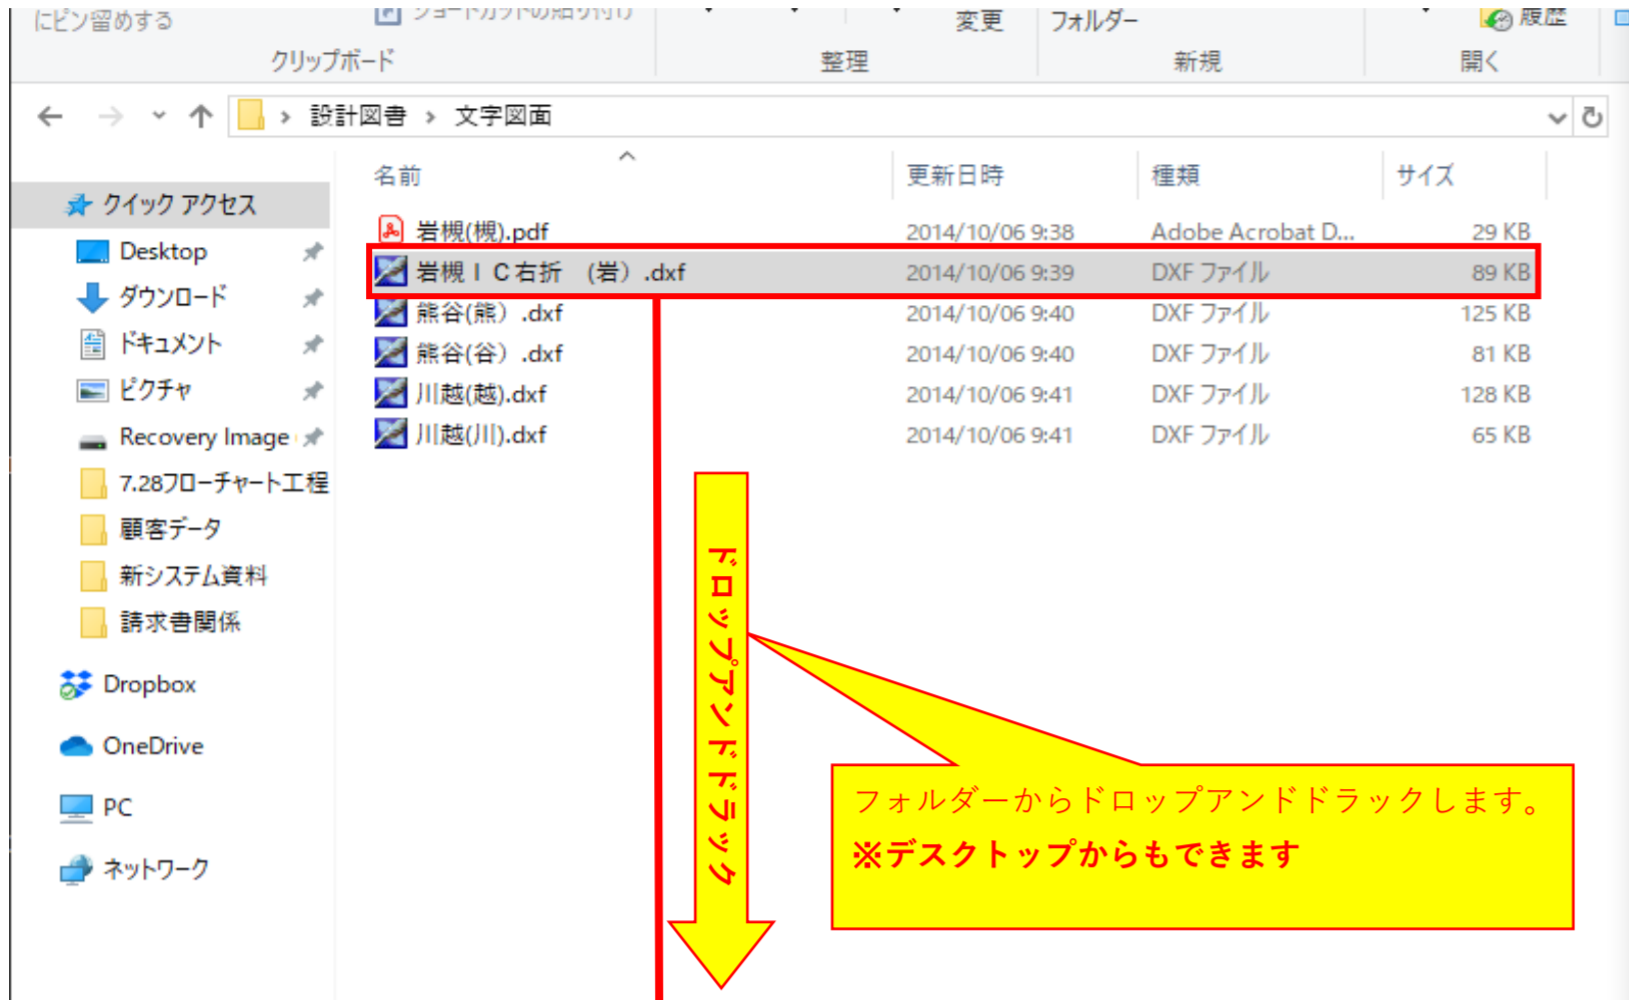 にピン留めする
ショートカットの貼り付け
変更
フォルダー
履歴
クリップボード
整理
新規
開く
設計図書 › 文字図面
名前 更新日時 種類 サイズ
クイック アクセス
Desktop
ダウンロード
ドキュメント
ピクチャ
Recovery Image
7.28フローチャート工程
顧客データ
新システム資料
請求書関係
Dropbox
OneDrive
PC
ネットワーク
岩槻(槻).pdf 2014/10/06 9:38 Adobe Acrobat D... 29 KB
岩槻ＩＣ右折　(岩）.dxf 2014/10/06 9:39 DXF ファイル 89 KB
熊谷(熊）.dxf 2014/10/06 9:40 DXF ファイル 125 KB
熊谷(谷）.dxf 2014/10/06 9:40 DXF ファイル 81 KB
川越(越).dxf 2014/10/06 9:41 DXF ファイル 128 KB
川越(川).dxf 2014/10/06 9:41 DXF ファイル 65 KB
ドロップアンドドラック
フォルダーからドロップアンドドラックします。
※デスクトップからもできます